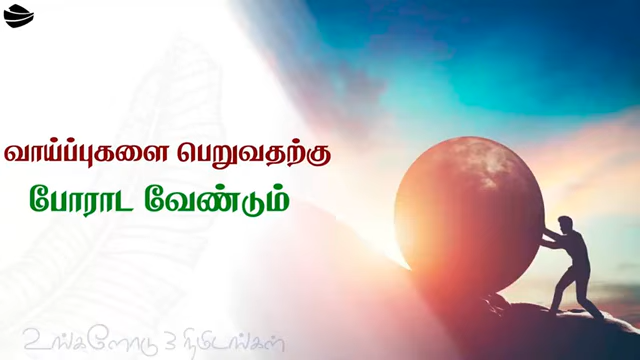 வாய்ப்புகளை பெறுவதற்கு
போராட வேண்டும்
உங்களோடு 3 நிமிடங்கள்